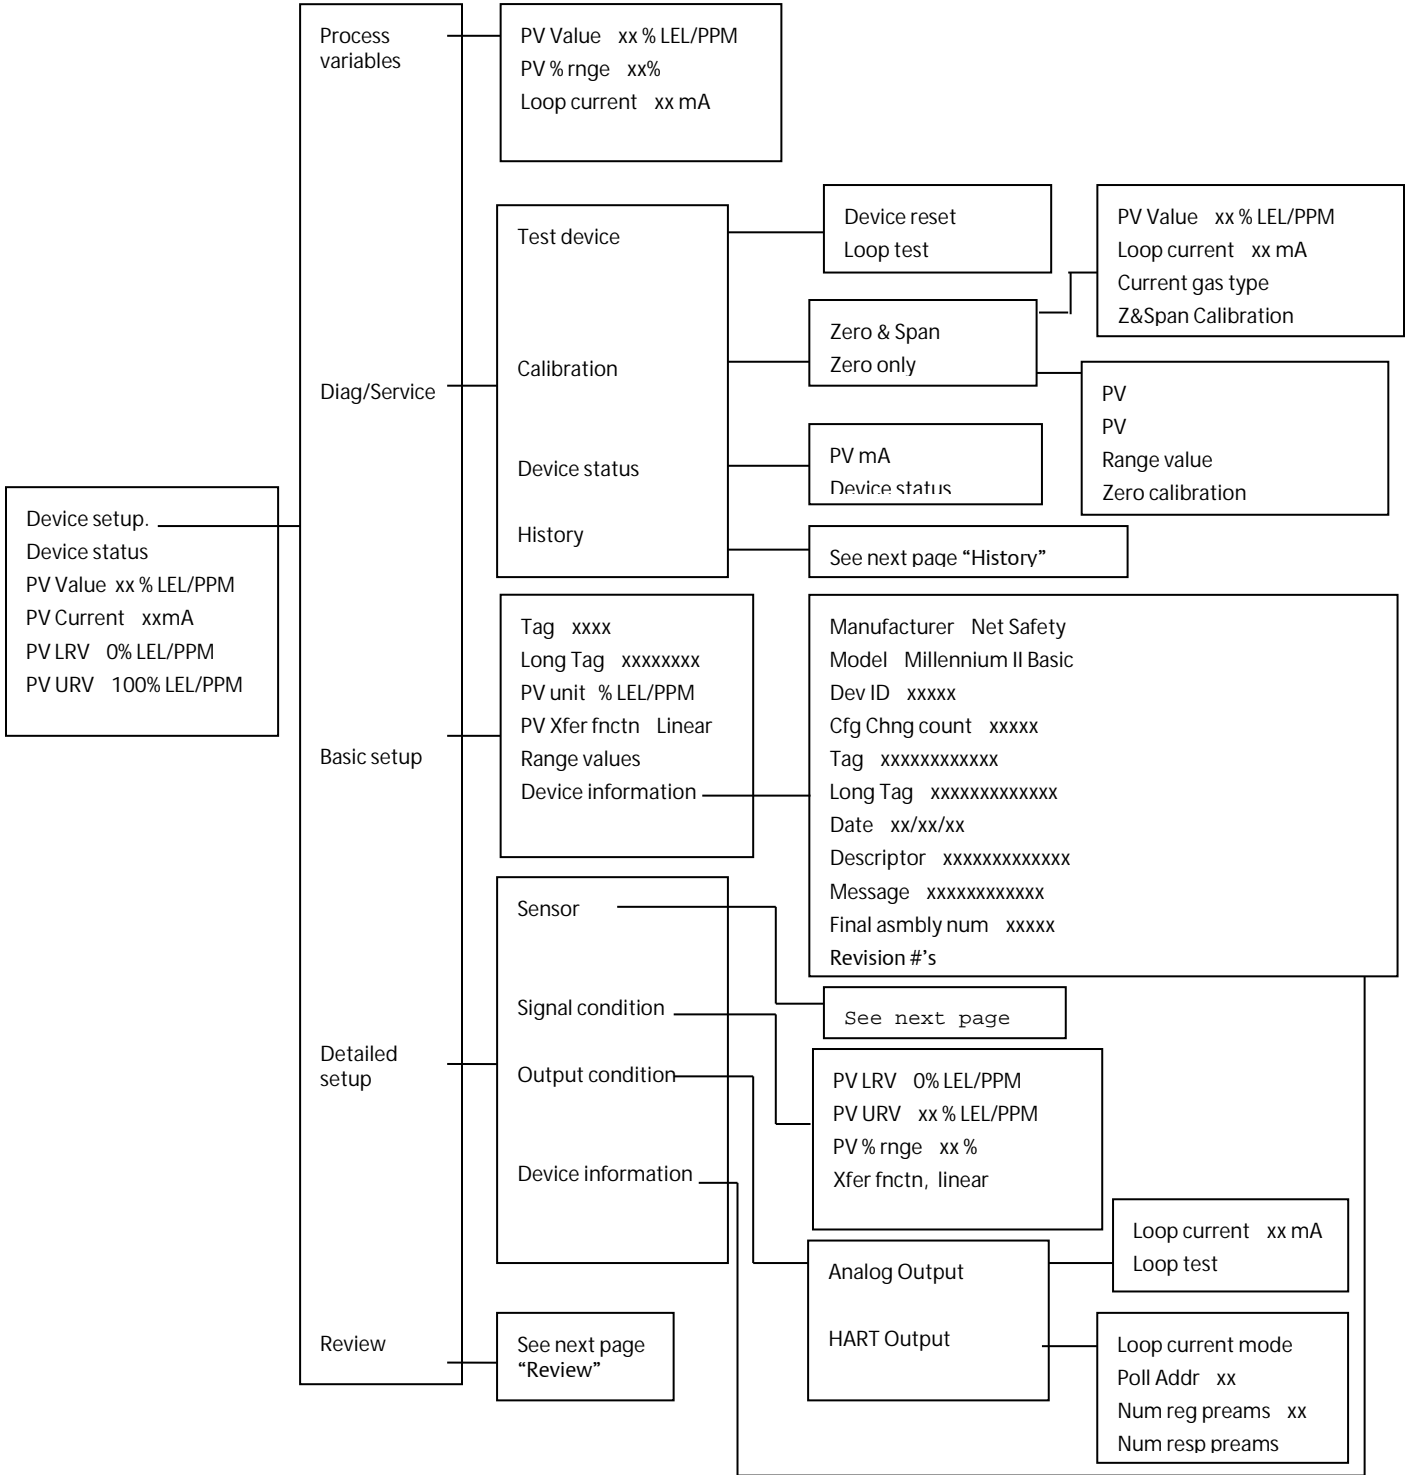 Device setup.
Device status
PV Value xx % LEL/PPM
PV Current xxmA
PV LRV 0% LEL/PPM
PV URV 100% LEL/PPM
Process
variables
Diag/Service
Basic setup
Detailed
setup
Review
PV Value xx % LEL/PPM
PV % rnge xx%
Loop current xx mA
Test device
Calibration
Device status
History
Device reset
Loop test
Zero & Span
Zero only
PV Value xx % LEL/PPM
Loop current xx mA
Current gas type
Z&Span Calibration
PV
PV
Range value
Zero calibration
PV mA
Device status
See next page “History”
Tag xxxx
Long Tag xxxxxxxx
PV unit % LEL/PPM
PV Xfer fnctn Linear
Range values
Device information
Manufacturer Net Safety
Model Millennium II Basic
Dev ID xxxxx
Cfg Chng count xxxxx
Tag xxxxxxxxxxxx
Long Tag xxxxxxxxxxxxx
Date xx/xx/xx
Descriptor xxxxxxxxxxxxx
Message xxxxxxxxxxxx
Final asmbly num xxxxx
Revision #’s
Sensor
Signal condition
Output condition
Device information
See next page
PV LRV 0% LEL/PPM
PV URV xx % LEL/PPM
PV % rnge xx %
Xfer fnctn, linear
Analog Output
HART Output
Loop current xx mA
Loop test
Loop current mode
Poll Addr xx
Num reg preams xx
Num resp preams
See next page
“Review”